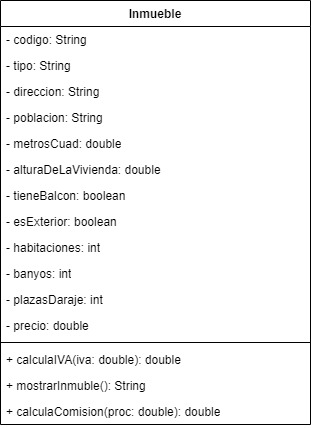 Inmueble
- codigo: String
- tipo: String
- direccion: String
- poblacion: String
- metrosCuad: double
- alturaDeLaVivienda: double
- tieneBalcon: boolean
- esExterior: boolean
- habitaciones: int
- banyos: int
- plazasDaraje: int
- precio: double
+ calculaIVA(iva: double): double
+ mostrarInmuble(): String
+ calculaComision(proc: double): double